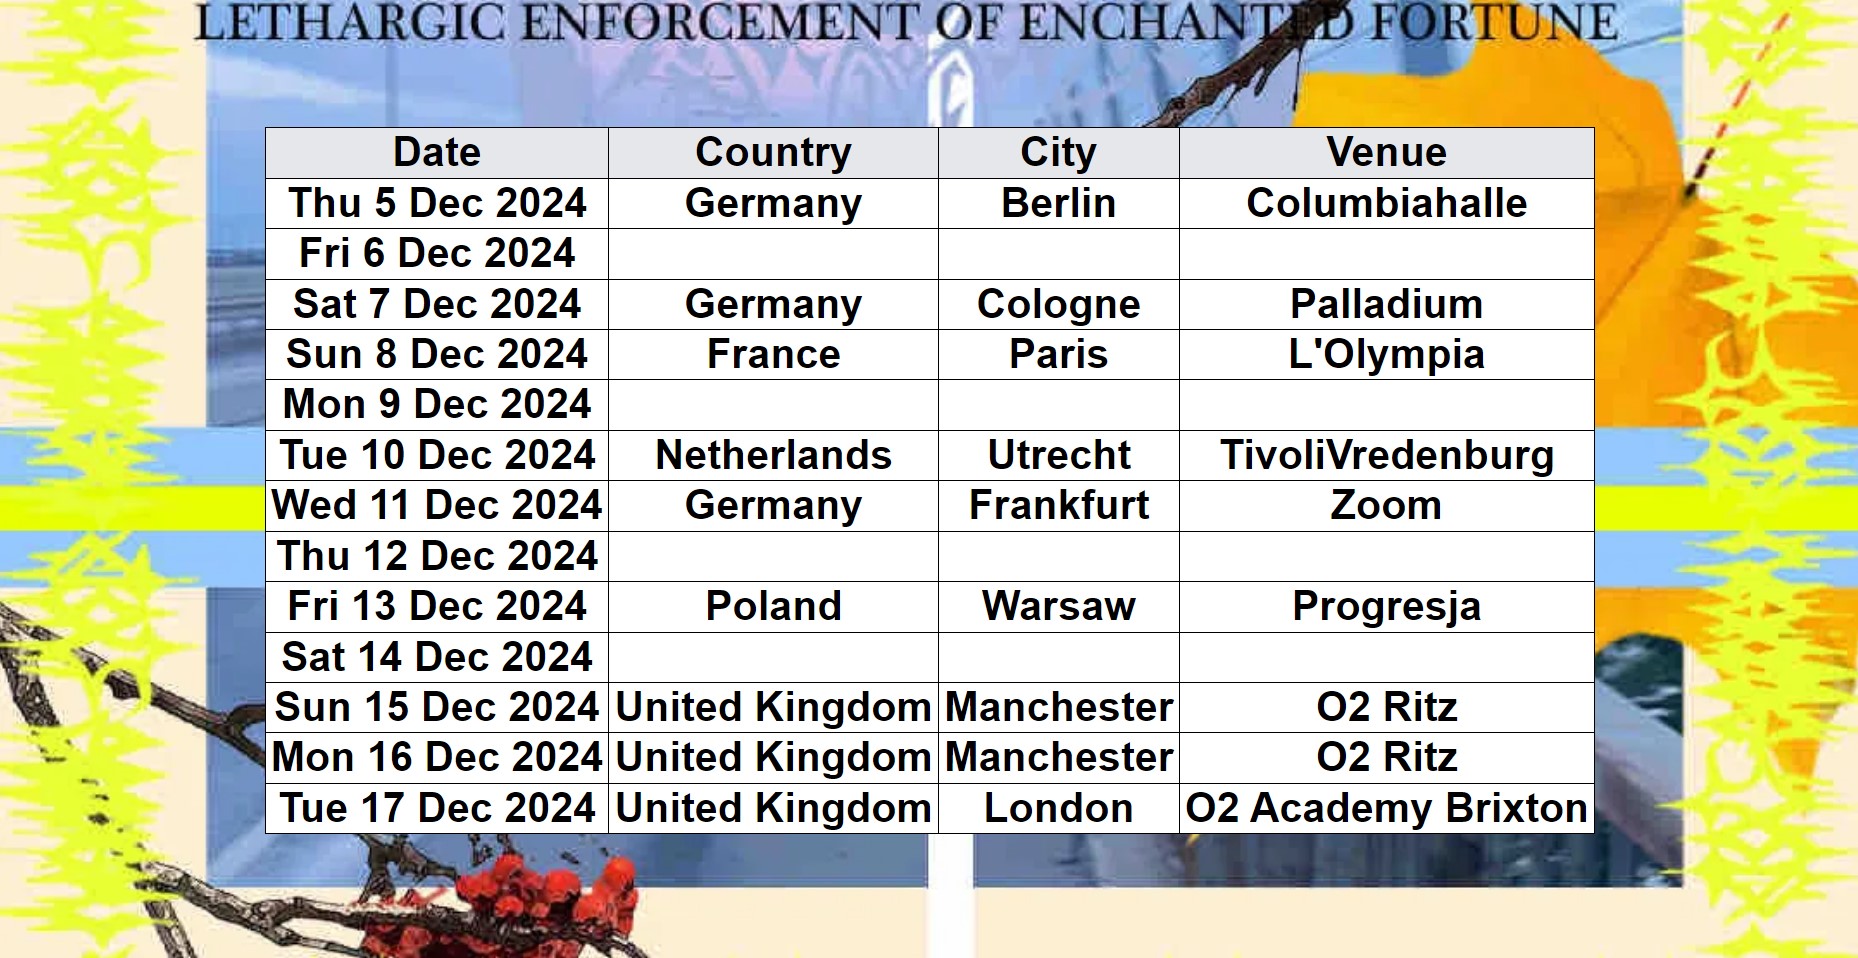 LETHARGIC ENFORCEMENT OF ENCHANTED FORTUNE
Date Country City Venue
Thu 5 Dec 2024 Germany Berlin Columbiahalle
Fri 6 Dec 2024
Sat 7 Dec 2024 Germany Cologne Palladium
Sun 8 Dec 2024 France Paris L'Olympia
Mon 9 Dec 2024
Tue 10 Dec 2024 Netherlands Utrecht TivoliVredenburg
Wed 11 Dec 2024 Germany Frankfurt Zoom
Thu 12 Dec 2024
Fri 13 Dec 2024 Poland Warsaw Progresja
Sat 14 Dec 2024
Sun 15 Dec 2024 United Kingdom Manchester O2 Ritz
Mon 16 Dec 2024 United Kingdom Manchester O2 Ritz
Tue 17 Dec 2024 United Kingdom London O2 Academy Brixton